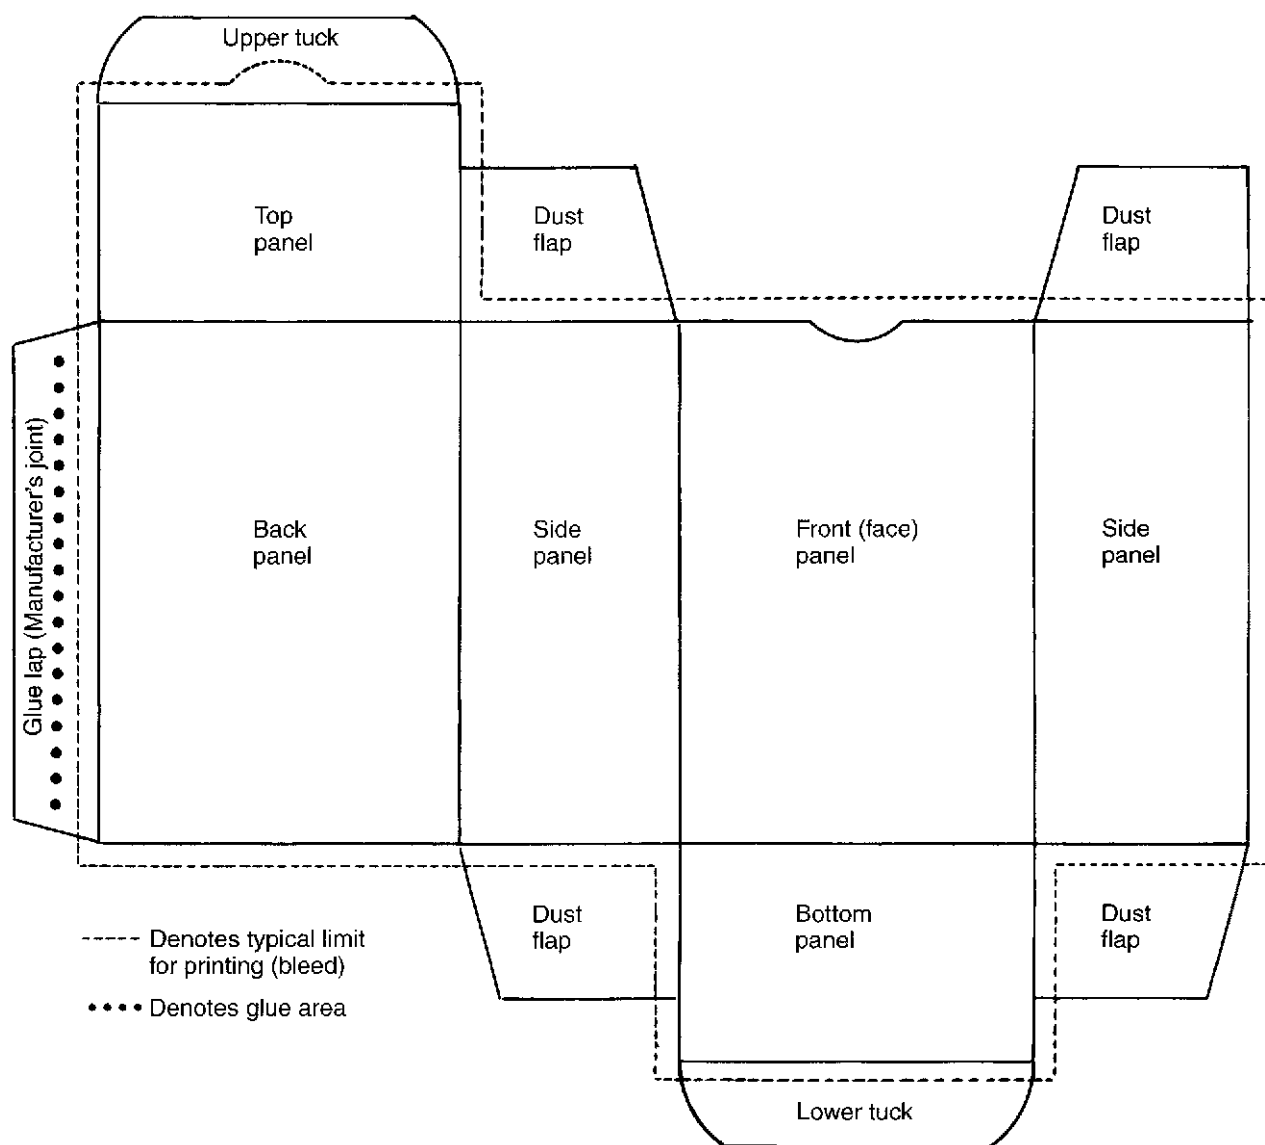 Upper tuck
Top
panel
Dust
flap
Dust
flap
Glue lap (Manufacturer's joint)
Back
panel
Side
panel
Front (face)
panel
Side
panel
Dust
flap
Bottom
panel
Dust
flap
Denotes typical limit
for printing (bleed)
Denotes glue area
Lower tuck